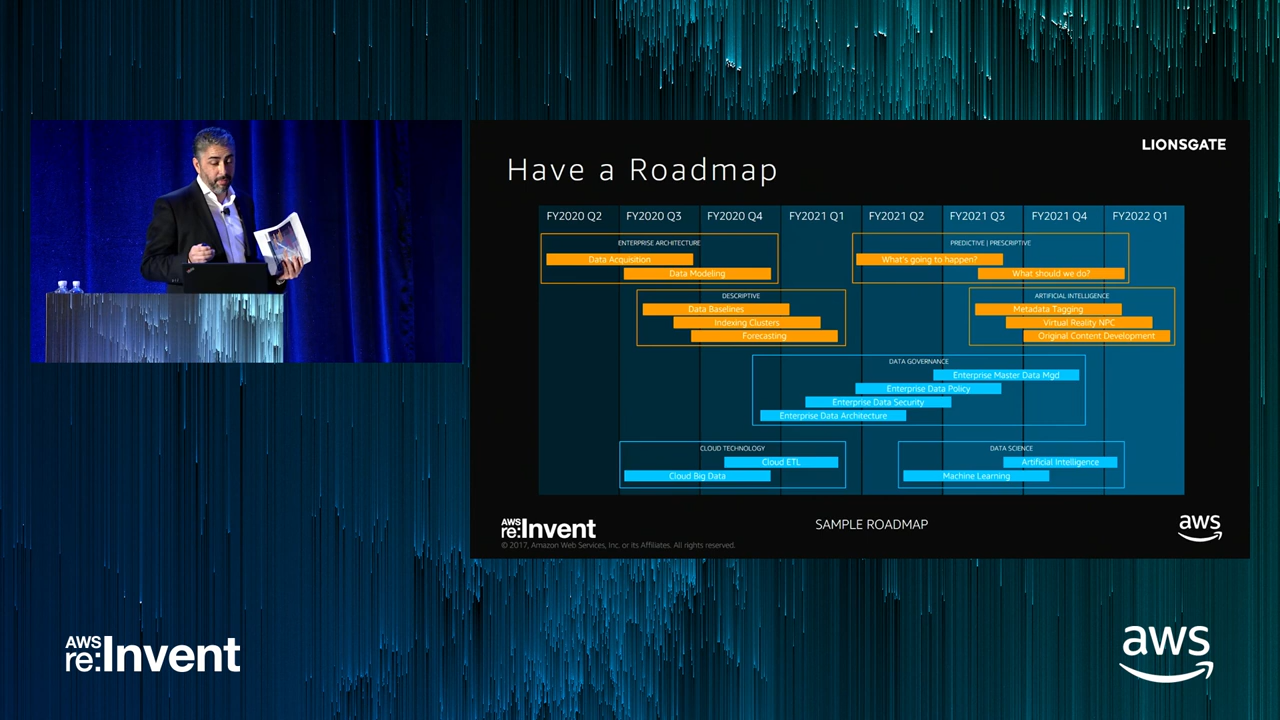 LIONSGATE
Have a Roadmap
FY2020 Q2 FY2020 Q3 FY2020 Q4 FY2021 Q1 FY2021 Q2 FY2021 Q3 FY2021 Q4 FY2022 Q1
ENTERPRISE ARCHITECTURE
Data Acquisition
Data Modeling
PREDICTIVE | PRESCRIPTIVE
What's going to happen?
What should we do?
DESCRIPTIVE
Data Baselines
Indexing Clusters
Forecasting
ARTIFICIAL INTELLIGENCE
Metadata Tagging
Virtual Reality NPC
Original Content Development
DATA GOVERNANCE
Enterprise Master Data Mgd
Enterprise Data Policy
Enterprise Data Security
Enterprise Data Architecture
CLOUD TECHNOLOGY
Cloud ETL
Cloud Big Data
DATA SCIENCE
Artificial Intelligence
Machine Learning
AWS
re:Invent
SAMPLE ROADMAP
aws
© 2017, Amazon Web Services, Inc. or its Affiliates. All rights reserved.
AWS
re:Invent
aws